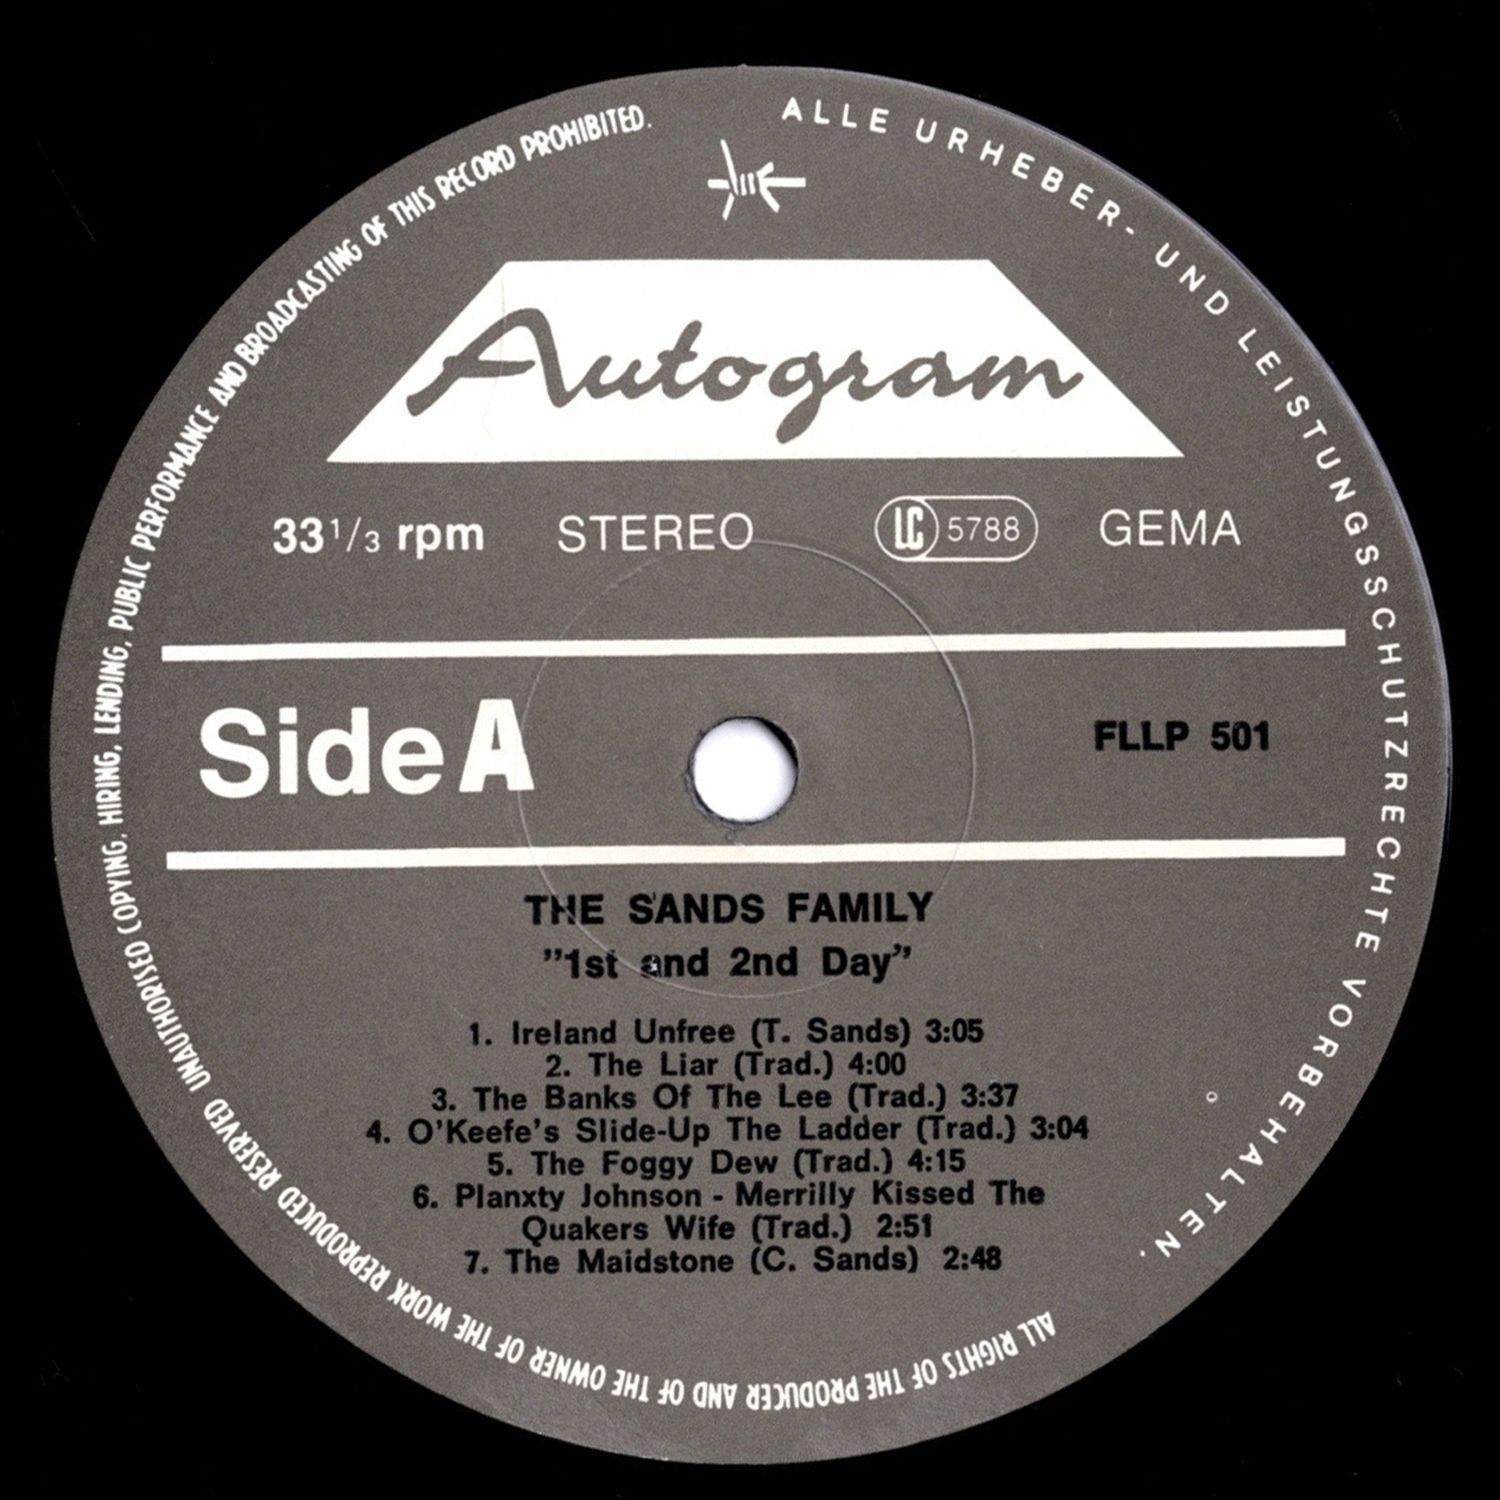 ALLE URHEBER- UND LEISTUNGSSCHUTZRECHTE VORBEHALTEN.
ALL RIGHTS OF THE PRODUCER AND OF THE OWNER OF THE WORK REPRODUCED RESERVED UNAUTHORISED COPYING, HIRING, LENDING, PUBLIC PERFORMANCE AND BROADCASTING OF THIS RECORD PROHIBITED.
Autogram
33 1/3 rpm STEREO LC 5788 GEMA
Side A FLLP 501
THE SANDS FAMILY
"1st and 2nd Day"
1. Ireland Unfree (T. Sands) 3:05
2. The Liar (Trad.) 4:00
3. The Banks Of The Lee (Trad.) 3:37
4. O'Keefe's Slide-Up The Ladder (Trad.) 3:04
5. The Foggy Dew (Trad.) 4:15
6. Planxty Johnson - Merrilly Kissed The
Quakers Wife (Trad.) 2:51
7. The Maidstone (C. Sands) 2:48